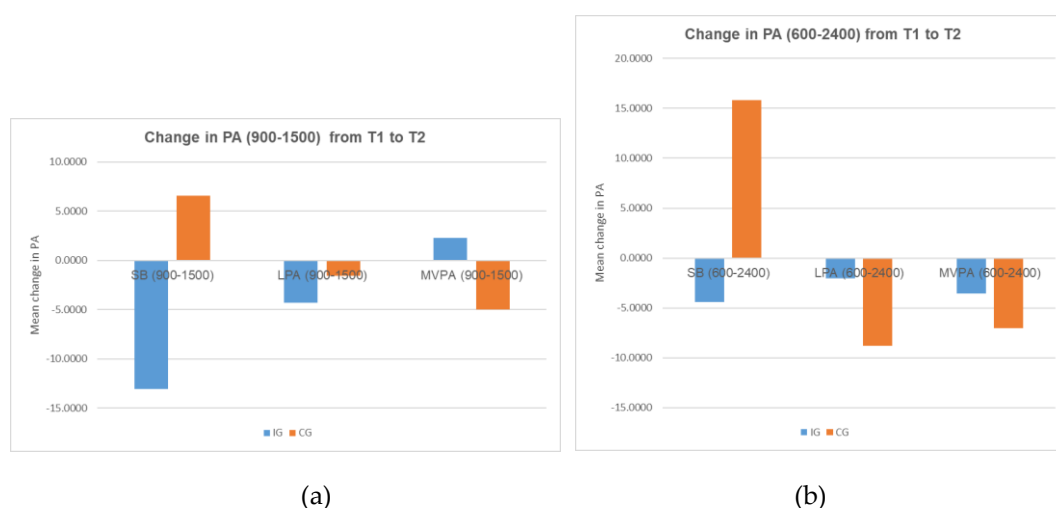 Change in PA (900-1500) from T1 to T2
Mean change in PA
10.0000
5.0000
0.0000
-5.0000
-10.0000
-15.0000
SB (900-1500)
LPA (900-1500)
MVPA (900-1500)
IG CG
(a)
Change in PA (600-2400) from T1 to T2
Mean change in PA
20.0000
15.0000
10.0000
5.0000
0.0000
-5.0000
-10.0000
-15.0000
SB (600-2400)
LPA (600-2400)
MVPA (600-2400)
IG CG
(b)